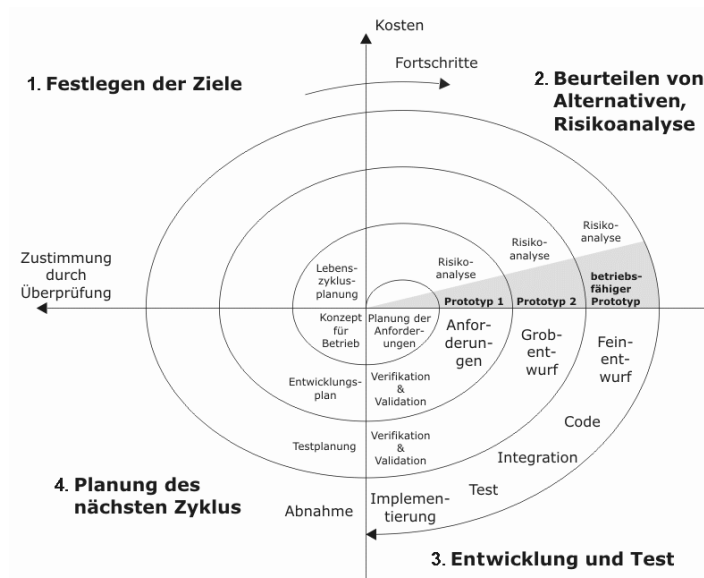 Kosten
Fortschritte
1. Festlegen der Ziele
2. Beurteilen von
Alternativen,
Risikoanalyse
Zustimmung
durch
Überprüfung
Risiko-
analyse
Risiko-
analyse
Risiko-
analyse
Lebens-
zyklus-
planung
betriebs-
fähiger
Prototyp
Prototyp 1
Prototyp 2
Konzept
für
Betrieb
Planung der
Anforder-
ungen
Anfor-
derun-
gen
Grob-
ent-
wurf
Fein-
ent-
wurf
Entwicklungs-
plan
Verifikation
&
Validation
Code
Testplanung
Verifikation
&
Validation
Integration
Test
4. Planung des
nächsten Zyklus
Abnahme
Implemen-
tierung
3. Entwicklung und Test